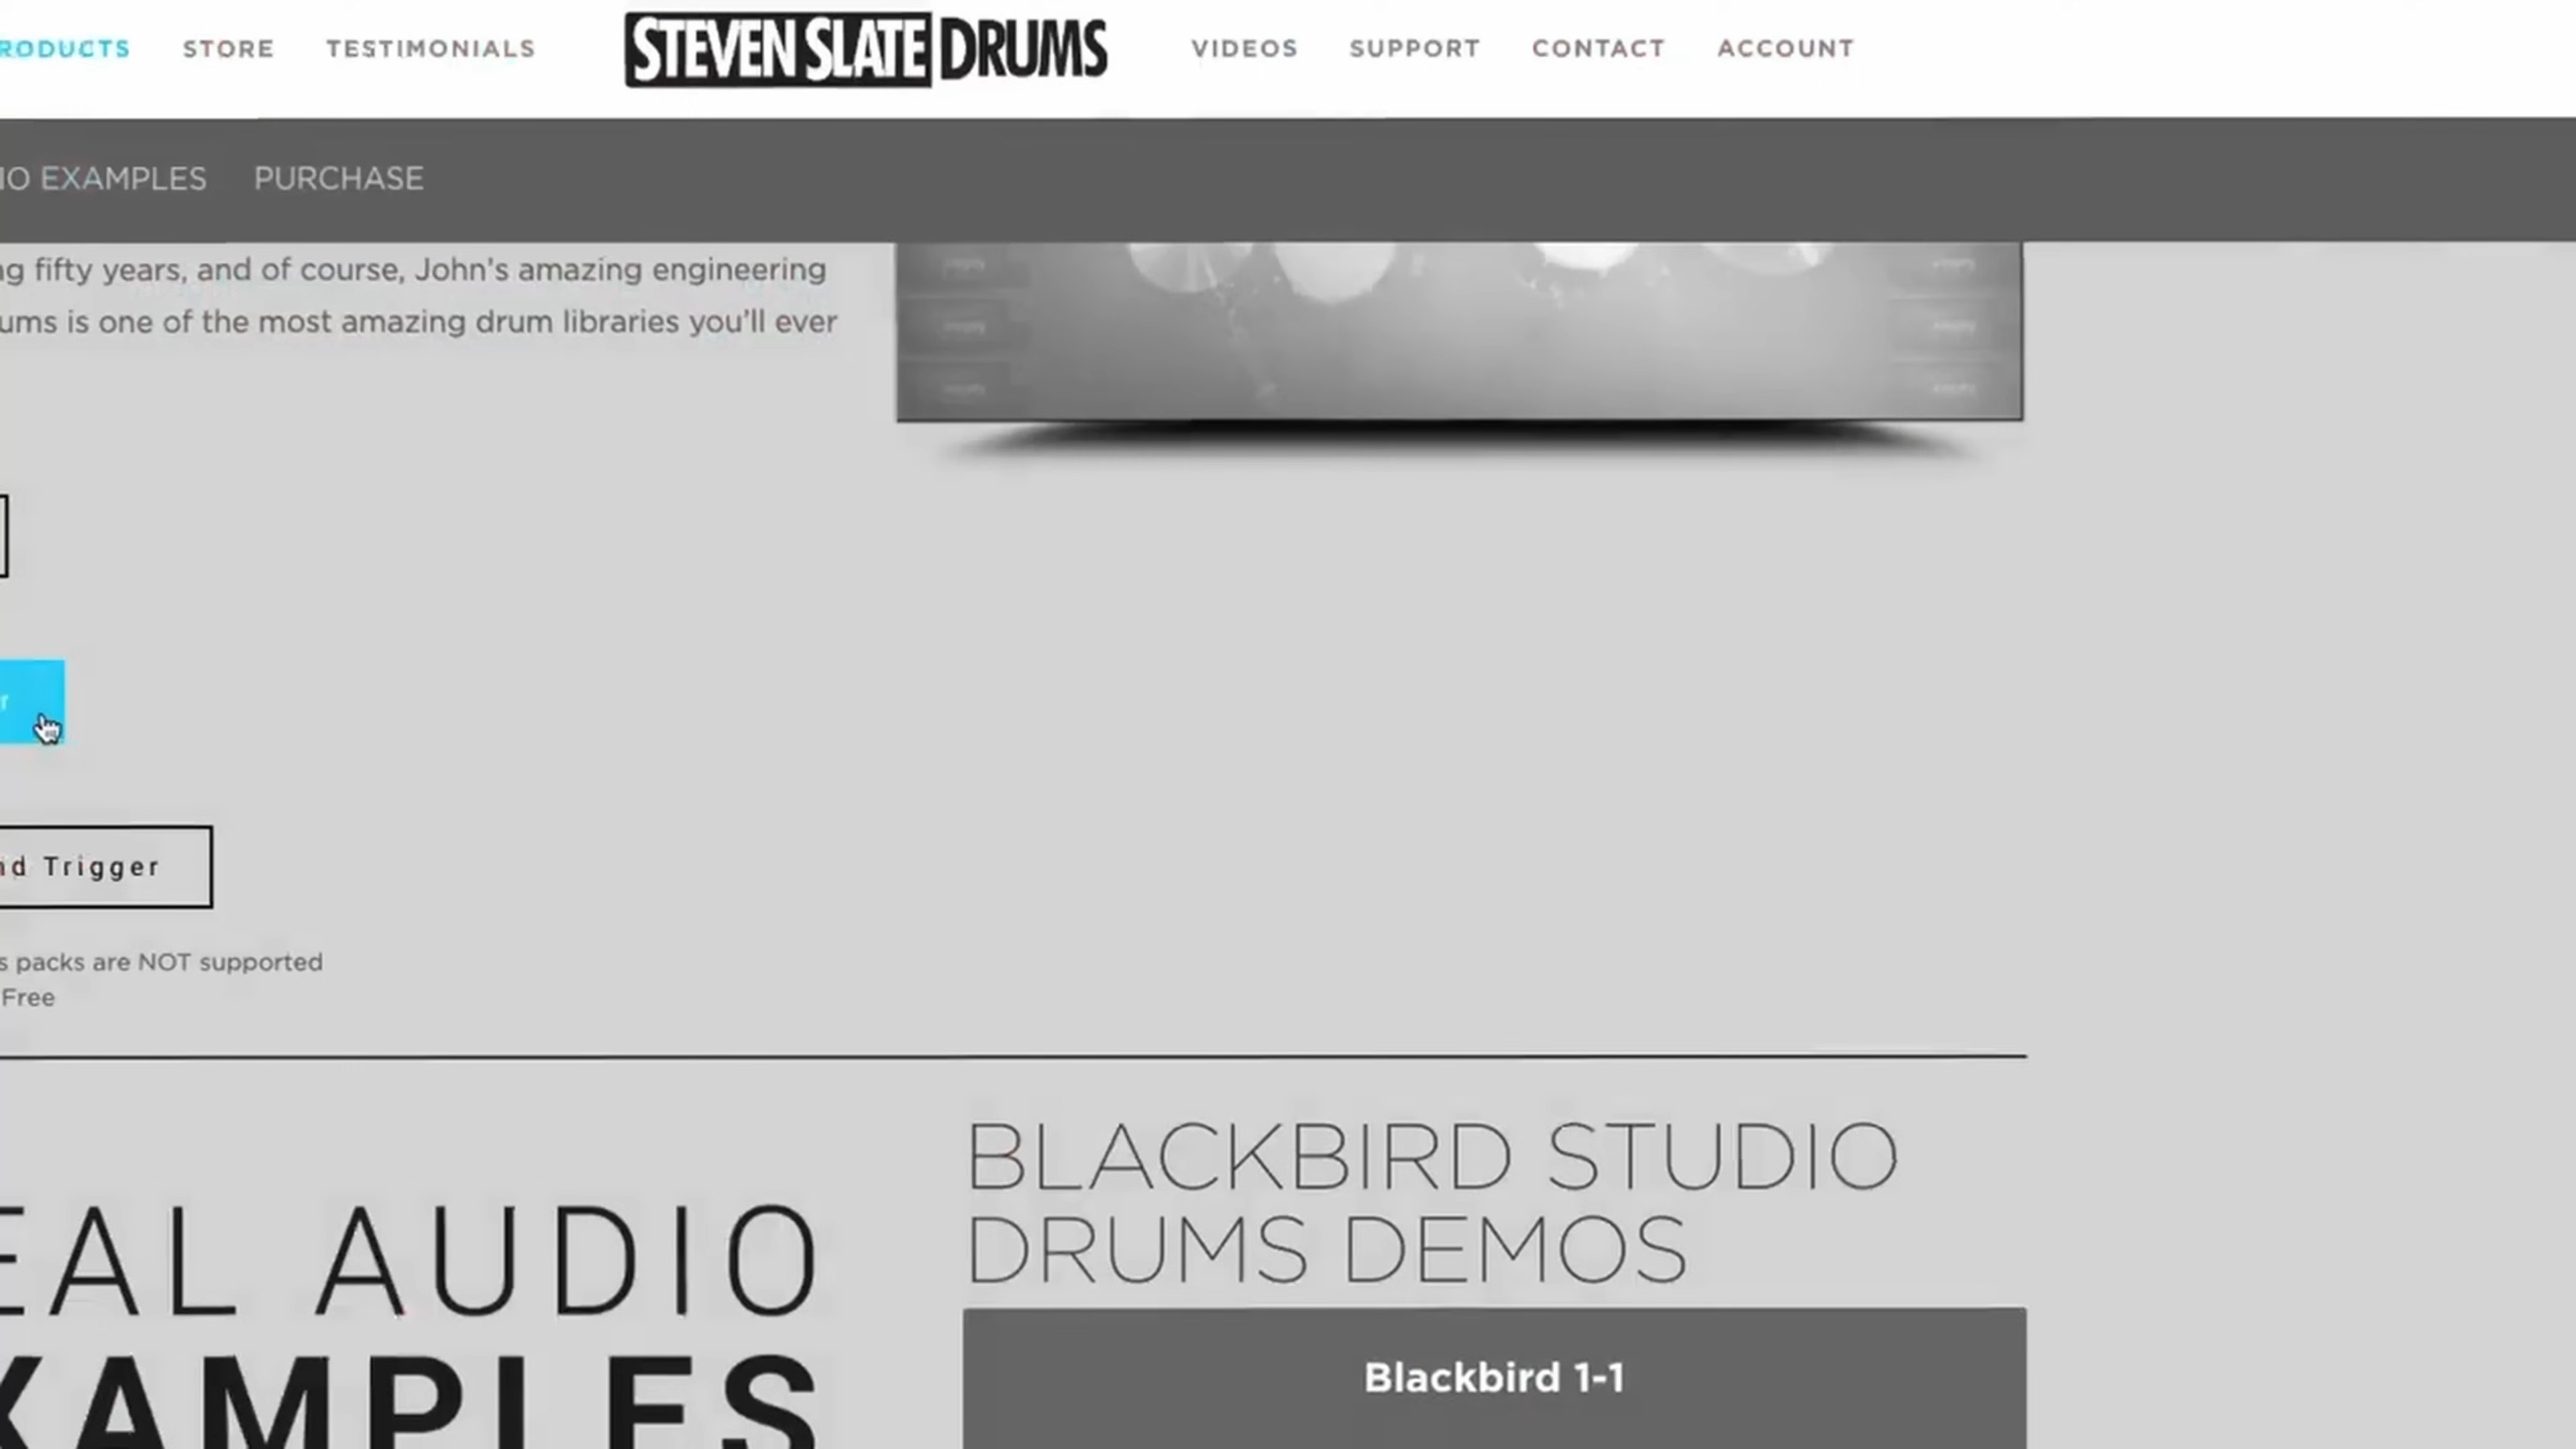 RODUCTS STORE TESTIMONIALS STEVEN SLATE DRUMS VIDEOS SUPPORT CONTACT ACCOUNT
IO EXAMPLES PURCHASE
ng fifty years, and of course, John's amazing engineering
ums is one of the most amazing drum libraries you'll ever
r
nd Trigger
s packs are NOT supported
Free
EAL AUDIO
XAMPLES
BLACKBIRD STUDIO
DRUMS DEMOS
Blackbird 1-1